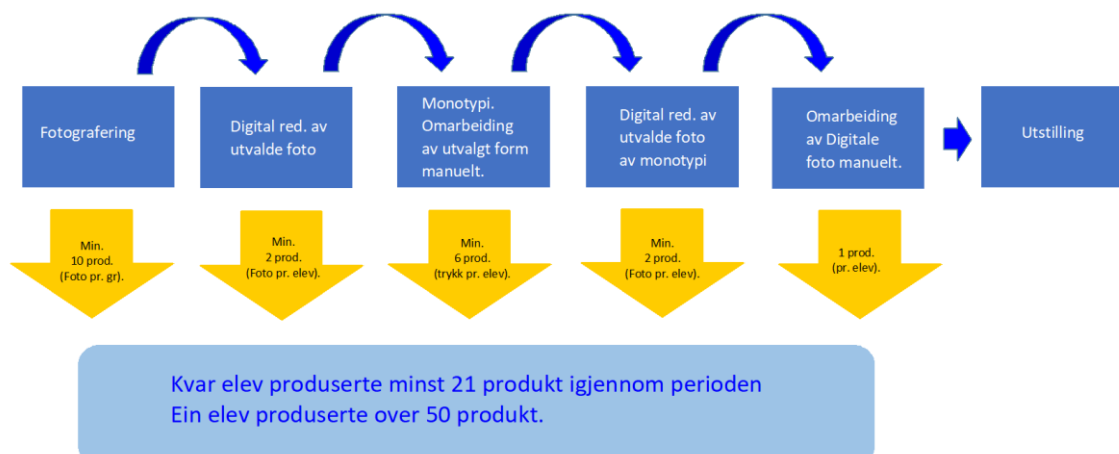 Fotografering
Digital red. av
utvalde foto
Monotypi.
Omarbeiding
av utvalgt form
manuelt.
Digital red. av
utvalde foto
av monotypi
Omarbeiding
av Digitale
foto manuelt.
Utstilling
Min.
10 prod.
(Foto pr. gr).
Min.
2 prod.
(Foto pr. elev).
Min.
6 prod
(trykk pr. elev).
Min.
2 prod.
(Foto pr. elev).
1 prod.
(pr. elev).
Kvar elev produserte minst 21 produkt igjennom perioden
Ein elev produserte over 50 produkt.